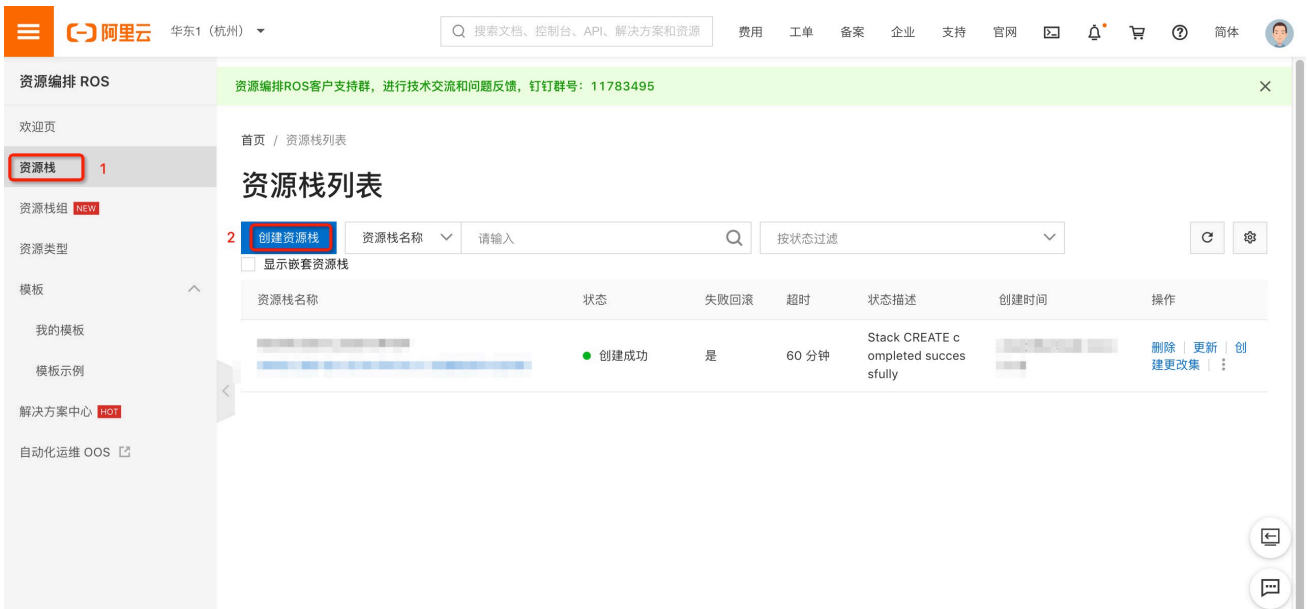 阿里云
华东1（杭州）
搜索文档、控制台、API、解决方案和资源
费用 工单 备案 企业 支持 官网 简体
资源编排 ROS
欢迎页
资源栈 1
资源栈组 NEW
资源类型
模板
我的模板
模板示例
解决方案中心 HOT
自动化运维 OOS
资源编排ROS客户支持群，进行技术交流和问题反馈，钉钉群号：11783495
首页 / 资源栈列表
资源栈列表
2 创建资源栈 资源栈名称 请输入 按状态过滤
显示嵌套资源栈
资源栈名称 状态 失败回滚 超时 状态描述 创建时间 操作
创建成功 是 60 分钟
Stack CREATE c
ompleted succes
sfully
删除 更新 创
建更改集